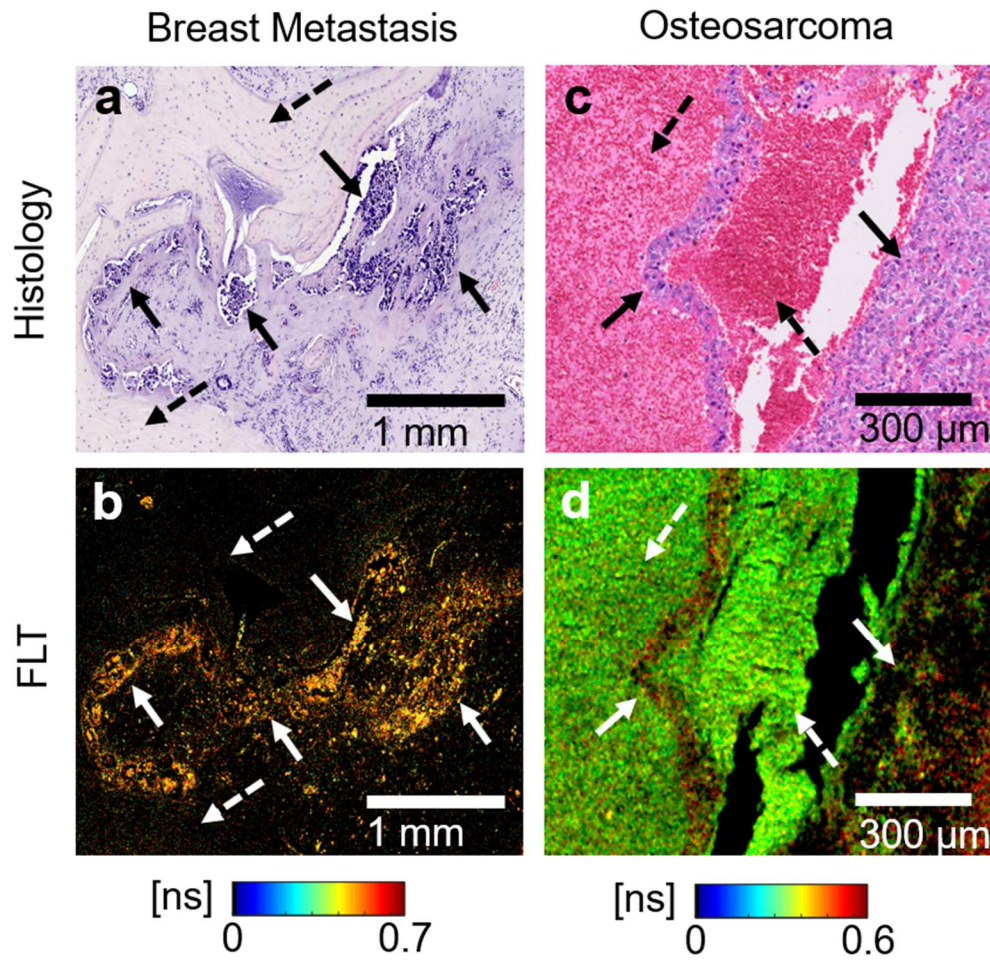 Breast Metastasis
Osteosarcoma
Histology
a
c
1 mm
300 µm
FLT
b
d
1 mm
300 µm
[ns]
0
0.7
[ns]
0
0.6